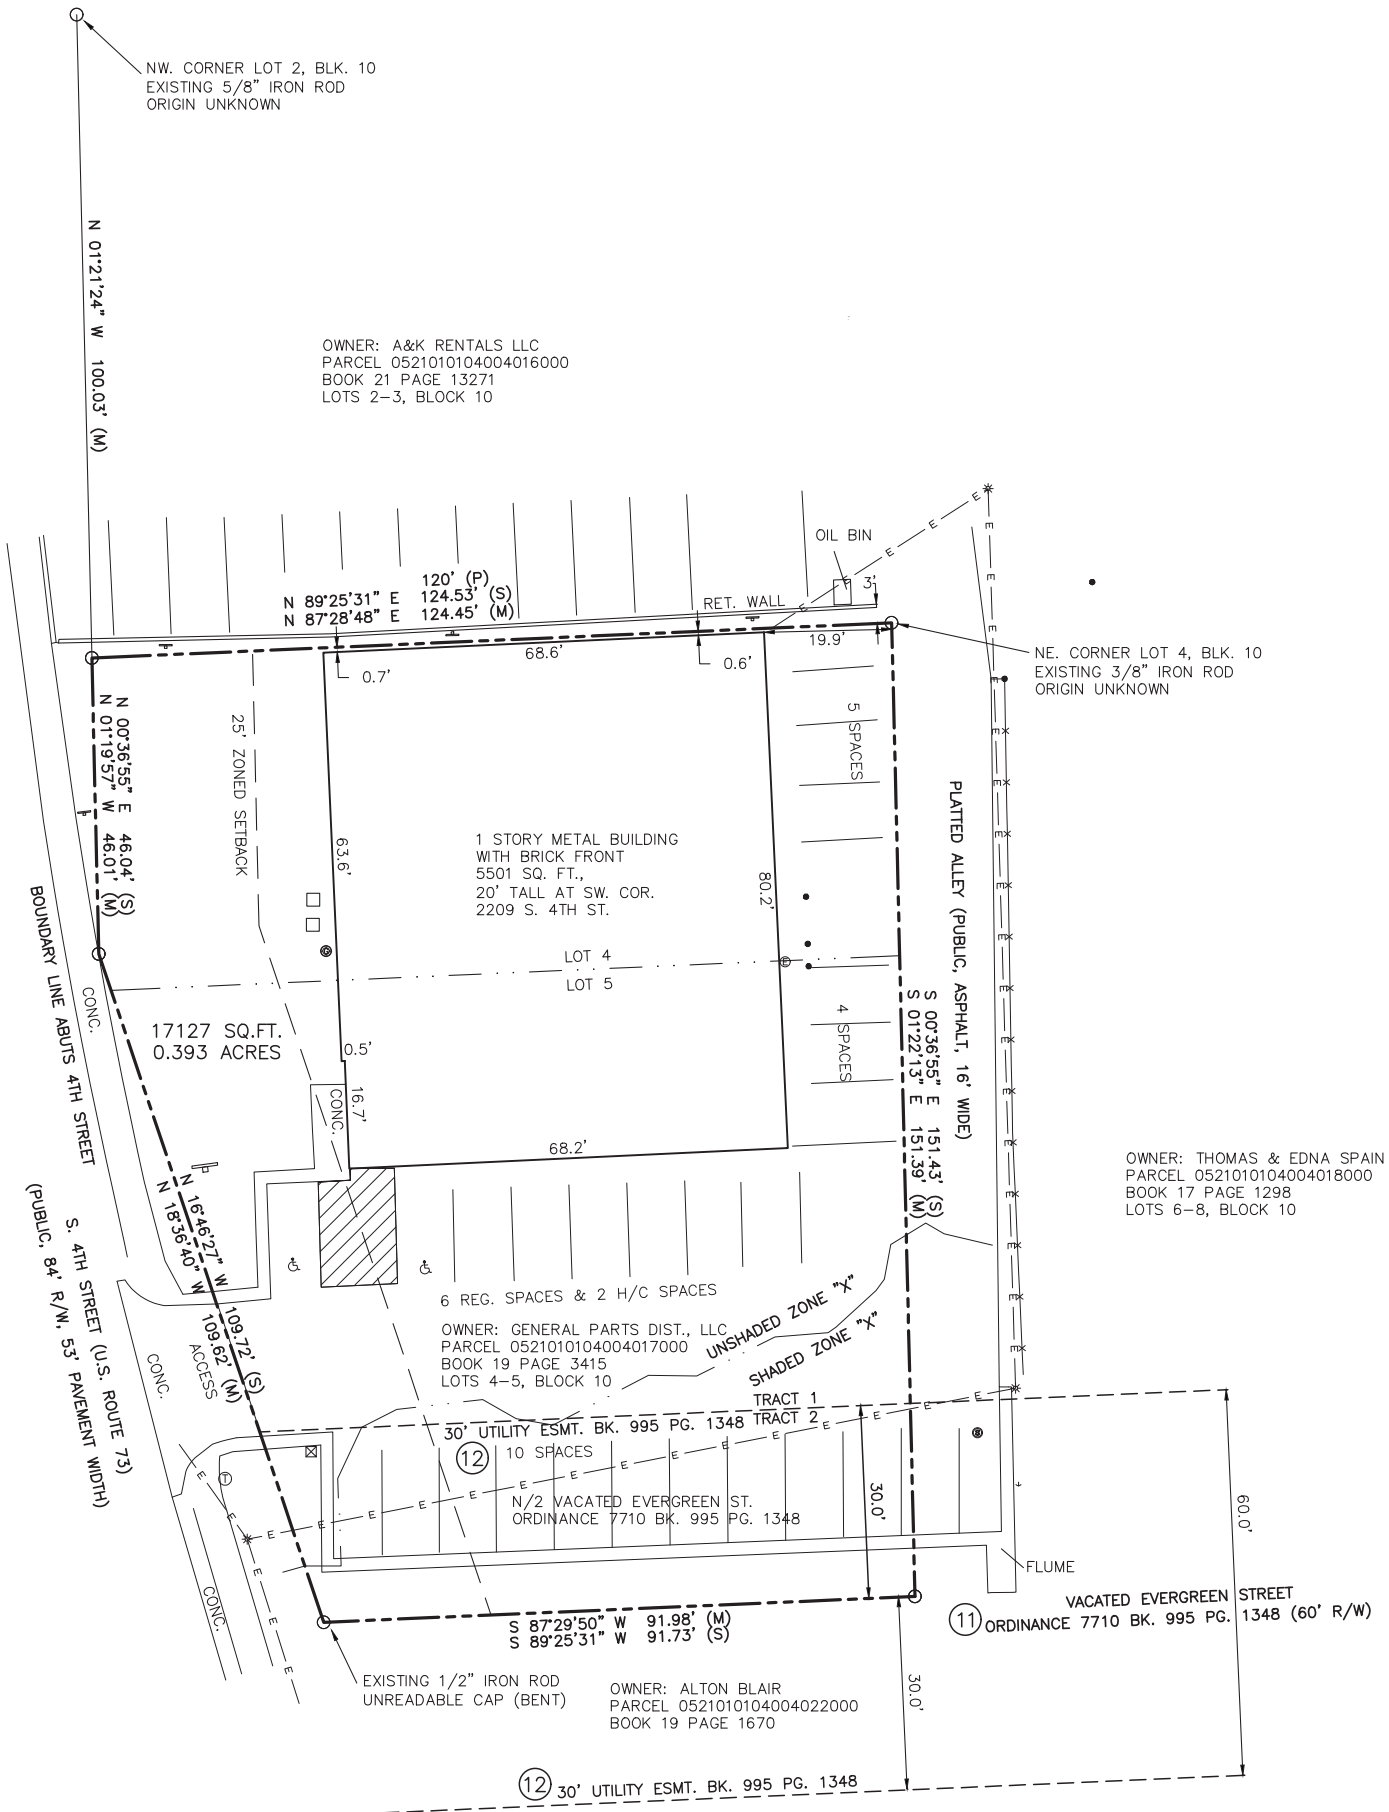 NW. CORNER LOT 2, BLK. 10
EXISTING 5/8" IRON ROD
ORIGIN UNKNOWN
N 01°21'24" W 100.03' (M)
OWNER: A&K RENTALS LLC
PARCEL 0521010104004016000
BOOK 21 PAGE 13271
LOTS 2-3, BLOCK 10
OIL BIN
3'
120' (P)
N 89°25'31" E 124.53' (S)
N 87°28'48" E 124.45' (M)
RET. WALL
68.6'
19.9'
0.7'
0.6'
NE. CORNER LOT 4, BLK. 10
EXISTING 3/8" IRON ROD
ORIGIN UNKNOWN
N 00°36'55" E 46.04' (S)
N 01°19'57" W 46.01' (M)
25' ZONED SETBACK
5 SPACES
PLATTED ALLEY (PUBLIC, ASPHALT, 16' WIDE)
63.6'
1 STORY METAL BUILDING
WITH BRICK FRONT
5501 SQ. FT.,
20' TALL AT SW. COR.
2209 S. 4TH ST.
80.2'
LOT 4
LOT 5
G
E
BOUNDARY LINE ABUTS 4TH STREET
CONC.
17127 SQ.FT.
0.393 ACRES
0.5'
16.7'
CONC.
4 SPACES
S 00°36'55" E 151.43' (S)
S 01°22'13" E 151.39' (M)
68.2'
OWNER: THOMAS & EDNA SPAIN
PARCEL 0521010104004018000
BOOK 17 PAGE 1298
LOTS 6-8, BLOCK 10
N 16°46'27" W 109.72' (S)
N 18°36'40" W 109.62' (M)
ACCESS
S. 4TH STREET (U.S. ROUTE 73)
(PUBLIC, 84' R/W, 53' PAVEMENT WIDTH)
CONC.
6 REG. SPACES & 2 H/C SPACES
OWNER: GENERAL PARTS DIST., LLC
PARCEL 0521010104004017000
BOOK 19 PAGE 3415
LOTS 4-5, BLOCK 10
UNSHADED ZONE "X"
SHADED ZONE "X"
TRACT 1
30' UTILITY ESMT. BK. 995 PG. 1348 TRACT 2
12
10 SPACES
S
T
N/2 VACATED EVERGREEN ST.
ORDINANCE 7710 BK. 995 PG. 1348
30.0'
60.0'
CONC.
FLUME
VACATED EVERGREEN STREET
11 ORDINANCE 7710 BK. 995 PG. 1348 (60' R/W)
S 87°29'50" W 91.98' (M)
S 89°25'31" W 91.73' (S)
EXISTING 1/2" IRON ROD
UNREADABLE CAP (BENT)
OWNER: ALTON BLAIR
PARCEL 0521010104004022000
BOOK 19 PAGE 1670
30.0'
12 30' UTILITY ESMT. BK. 995 PG. 1348